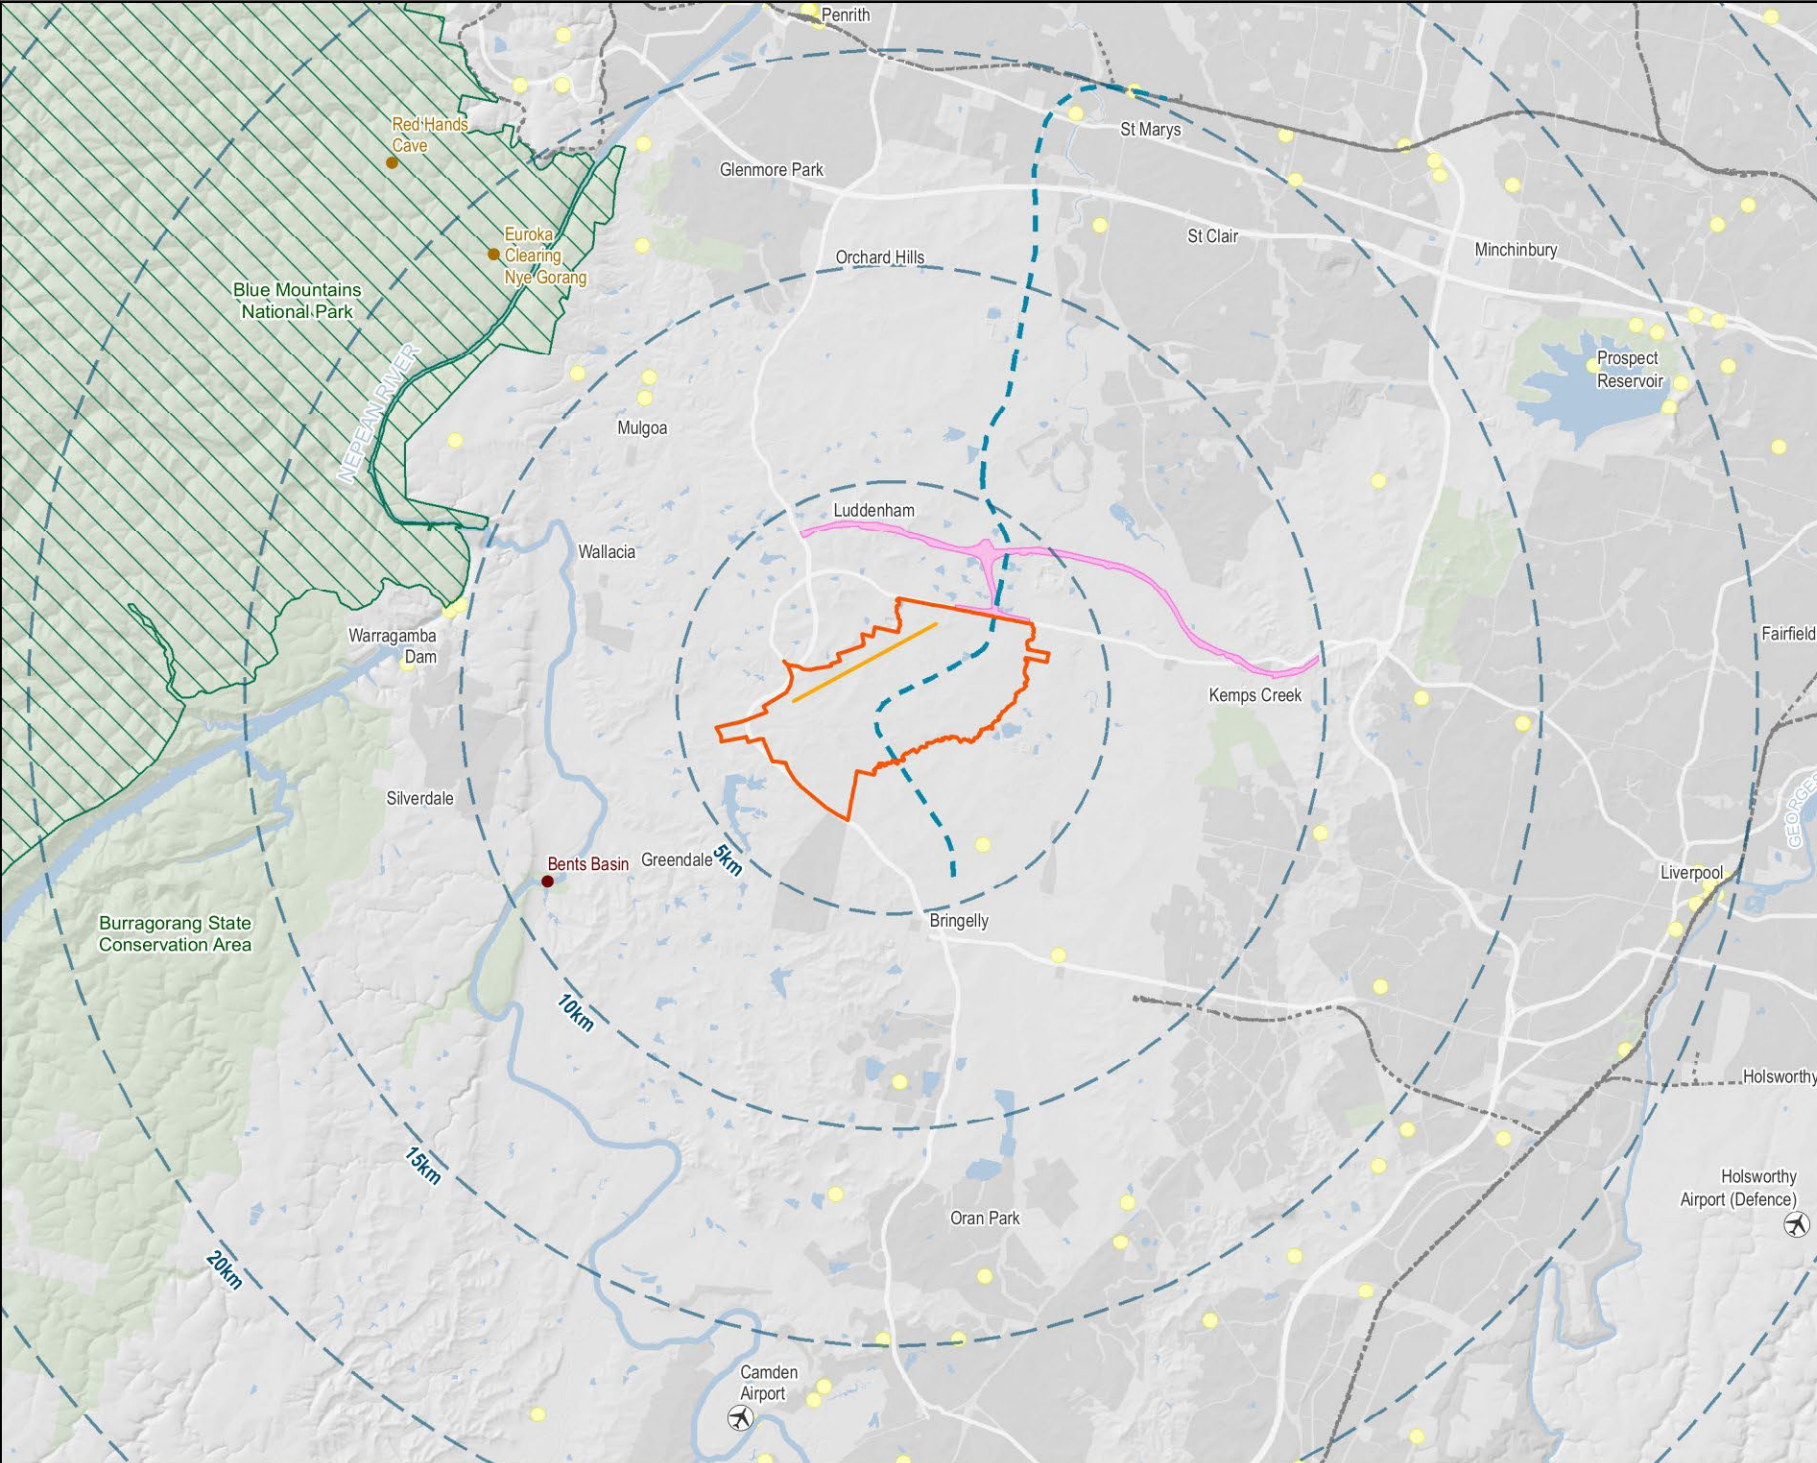 Penrith
Red Hands
Cave
St Marys
Glenmore Park
Euroka
Clearing
Nye Gorang
St Clair
Minchinbury
Orchard Hills
Blue Mountains
National Park
Prospect
Reservoir
NEPEAN RIVER
Mulgoa
Luddenham
Wallacia
Warragamba
Dam
Fairfield
Kemps Creek
Silverdale
GEORGES
Bents Basin
Greendale
5km
Liverpool
Burragorang State
Conservation Area
Bringelly
10km
Holsworthy
15km
Holsworthy
Airport (Defence)
Oran Park
20km
Camden
Airport